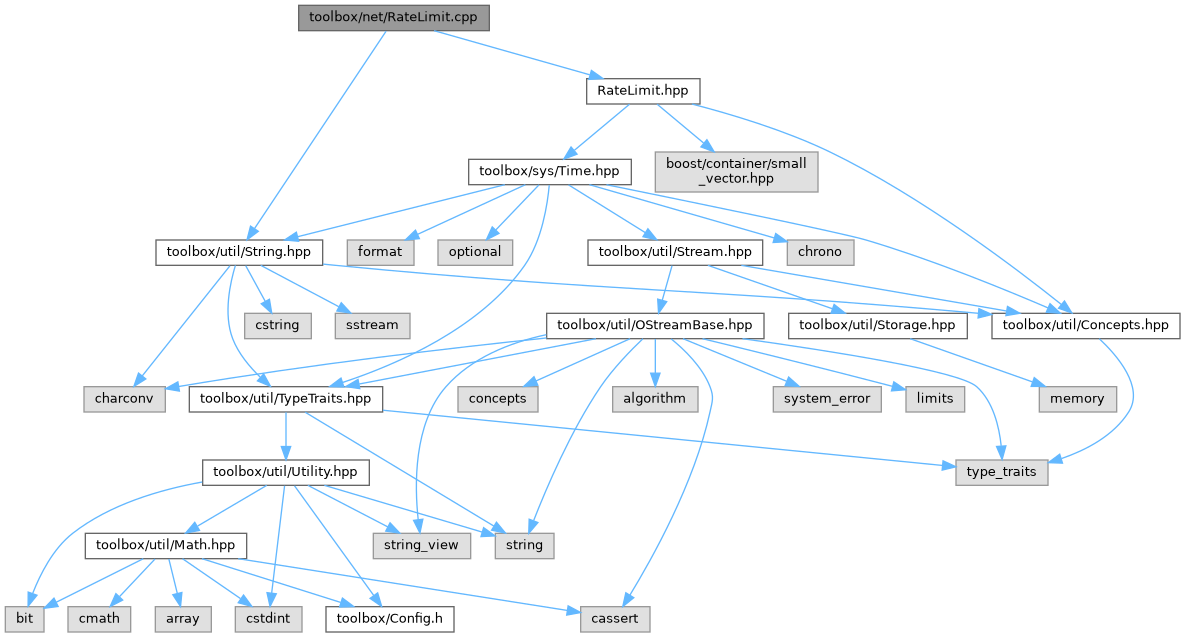 toolbox/net/RateLimit.cpp
RateLimit.hpp
toolbox/sys/Time.hpp
boost/container/small
_vector.hpp
toolbox/util/String.hpp
format
optional
toolbox/util/Stream.hpp
chrono
cstring
sstream
toolbox/util/OStreamBase.hpp
toolbox/util/Storage.hpp
toolbox/util/Concepts.hpp
charconv
toolbox/util/TypeTraits.hpp
concepts
algorithm
system_error
limits
memory
toolbox/util/Utility.hpp
type_traits
toolbox/util/Math.hpp
string_view
string
bit
cmath
array
cstdint
toolbox/Config.h
cassert